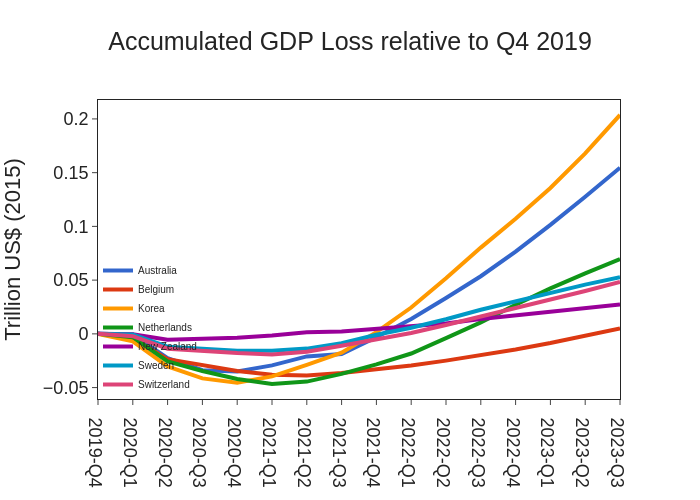 Accumulated GDP Loss relative to Q4 2019
Trillion US$ (2015)
0.2
0.15
0.1
0.05
0
−0.05
Australia
Belgium
Korea
Netherlands
New Zealand
Sweden
Switzerland
2019-Q4
2020-Q1
2020-Q2
2020-Q3
2020-Q4
2021-Q1
2021-Q2
2021-Q3
2021-Q4
2022-Q1
2022-Q2
2022-Q3
2022-Q4
2023-Q1
2023-Q2
2023-Q3